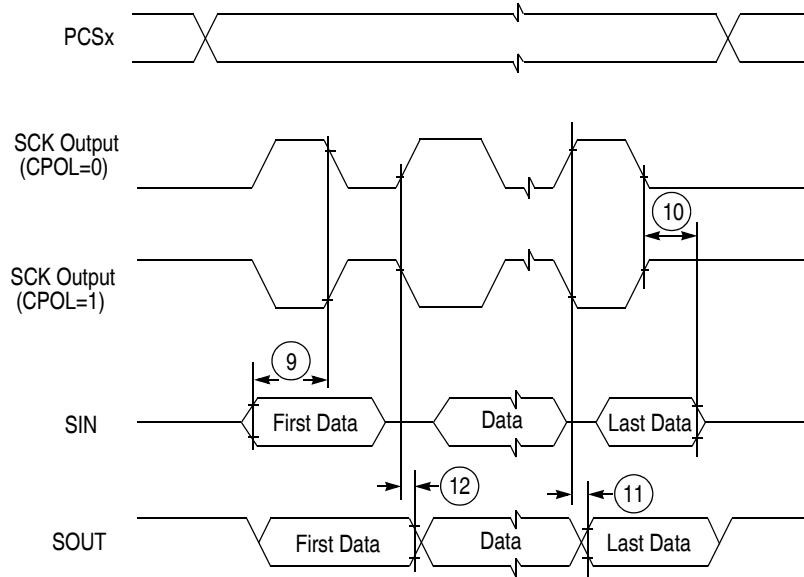 PCSx
SCK Output
(CPOL=0)
10
SCK Output
(CPOL=1)
9
SIN
First Data
Data
Last Data
12
11
SOUT
First Data
Data
Last Data